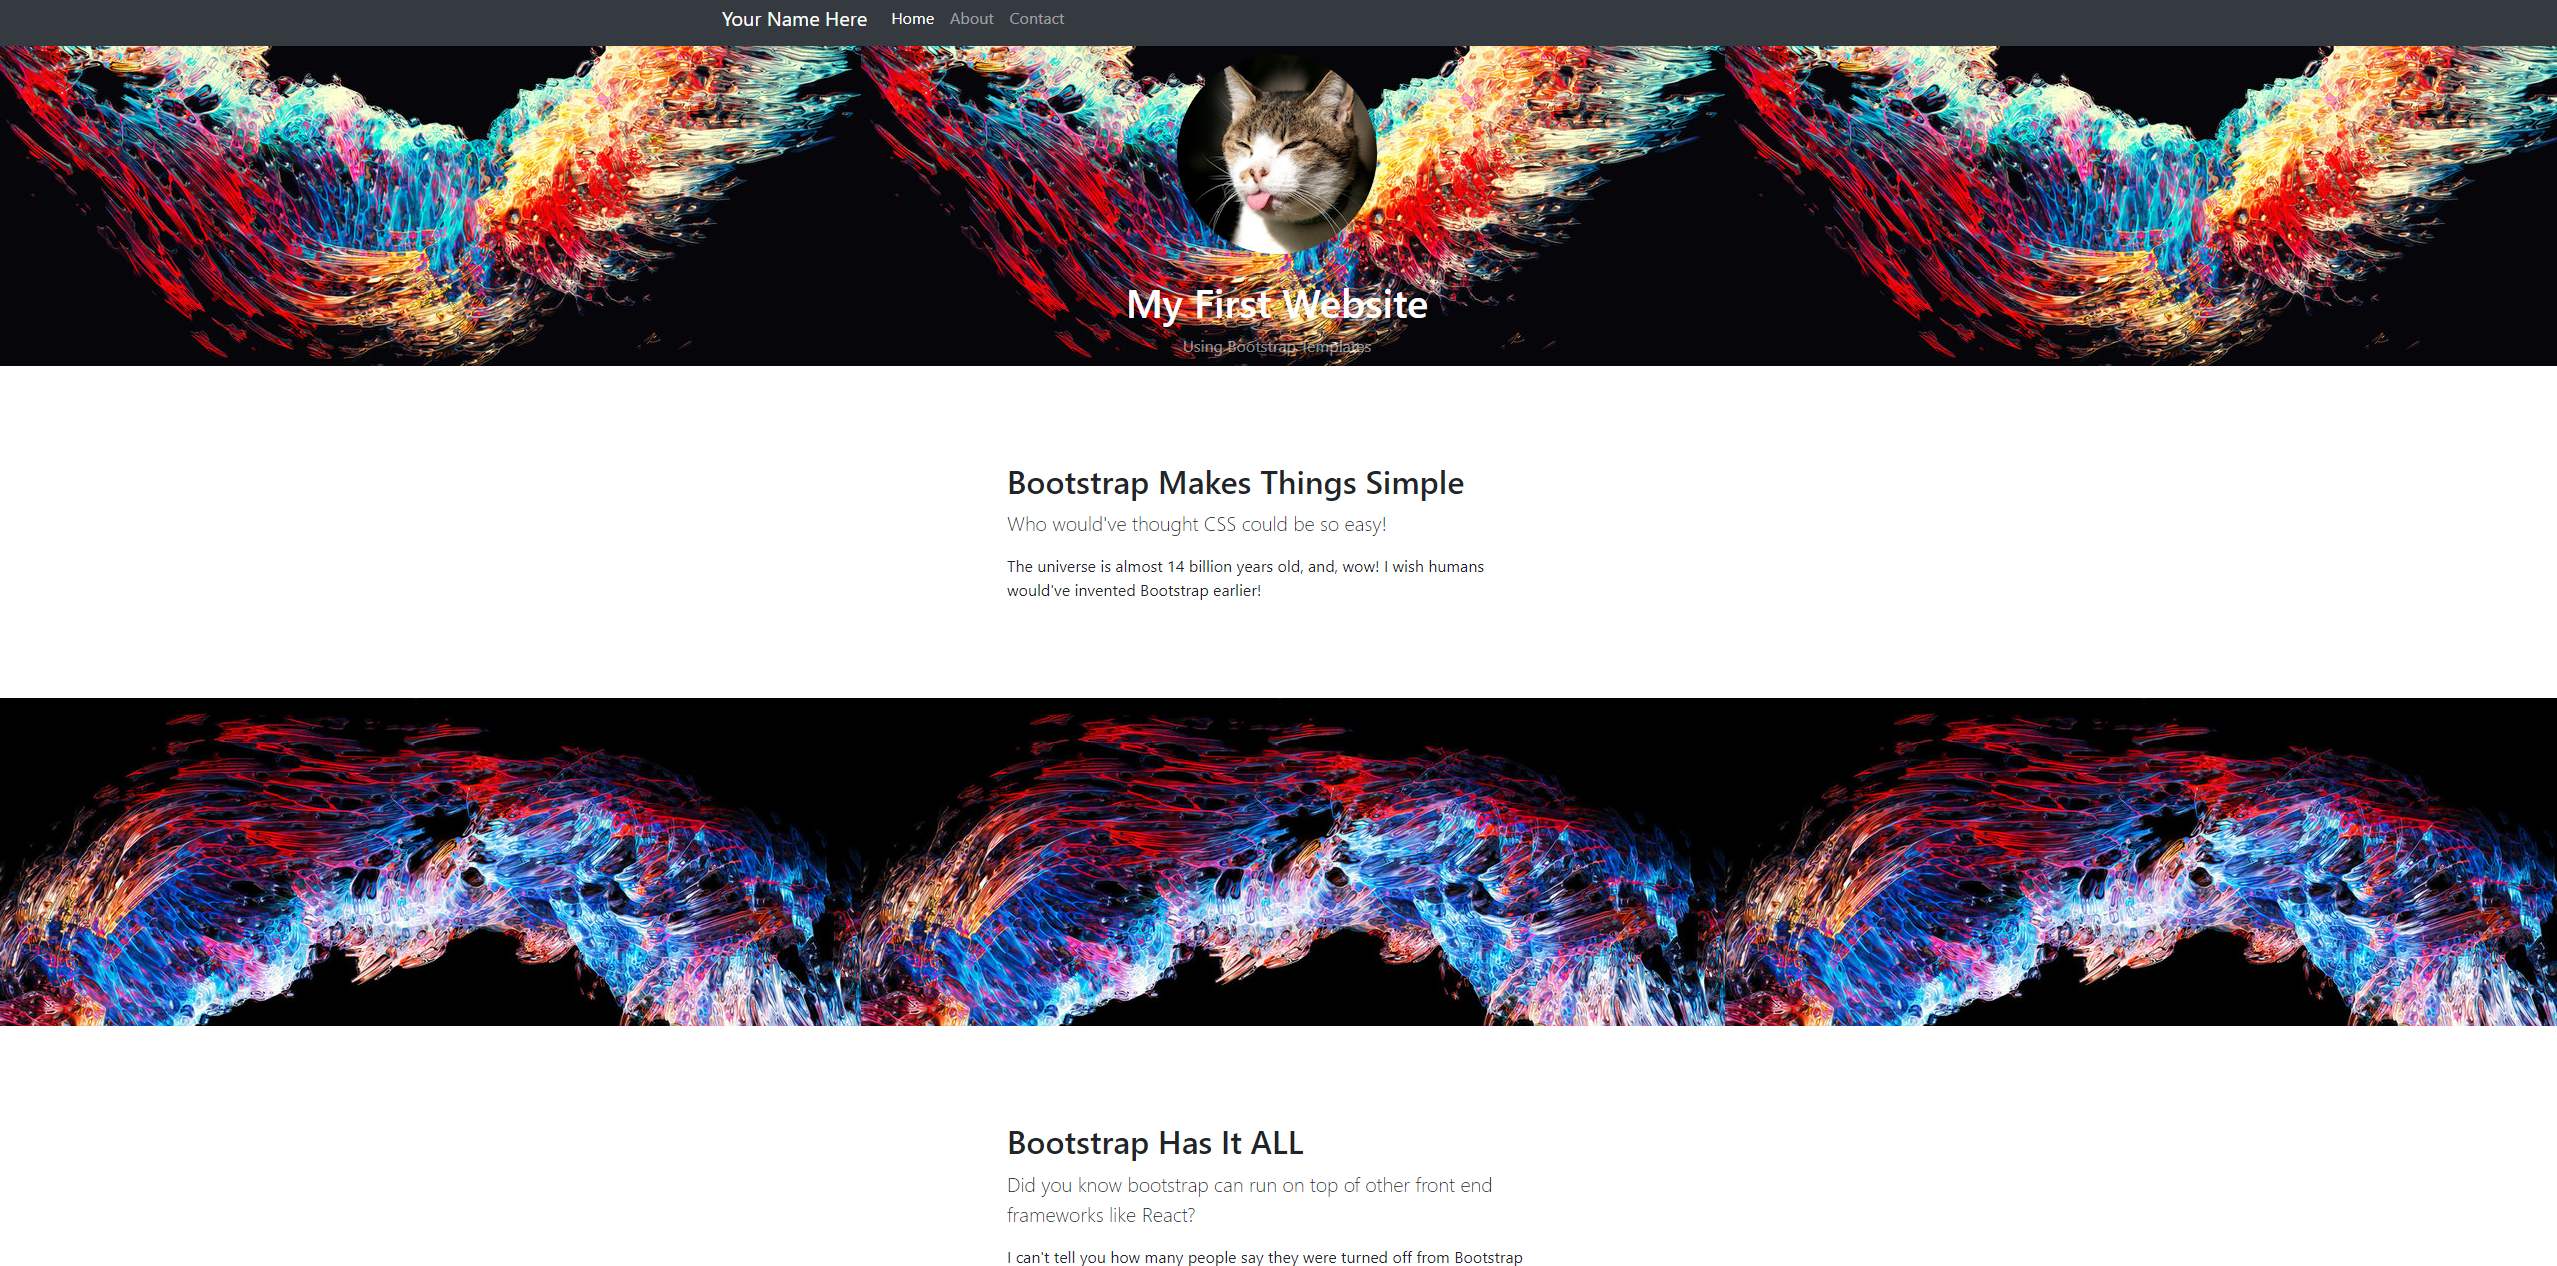 Your Name Here Home About Contact
My First Website
Using Bootstrap Templates
Bootstrap Makes Things Simple
Who would've thought CSS could be so easy!
The universe is almost 14 billion years old, and, wow! I wish humans
would've invented Bootstrap earlier!
Bootstrap Has It ALL
Did you know bootstrap can run on top of other front end
frameworks like React?
I can't tell you how many people say they were turned off from Bootstrap